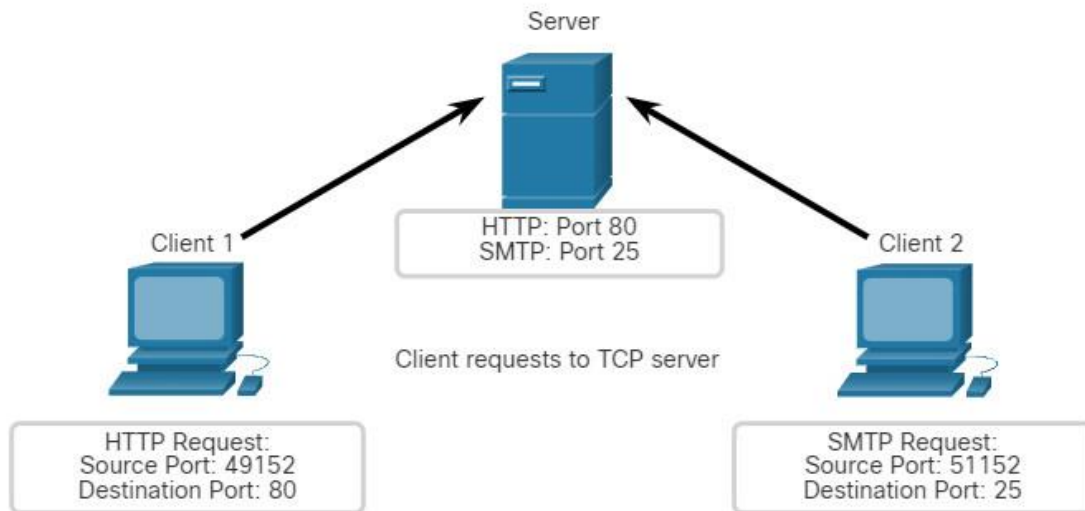 Server
HTTP: Port 80
SMTP: Port 25
Client 1
Client 2
Client requests to TCP server
HTTP Request:
Source Port: 49152
Destination Port: 80
SMTP Request:
Source Port: 51152
Destination Port: 25